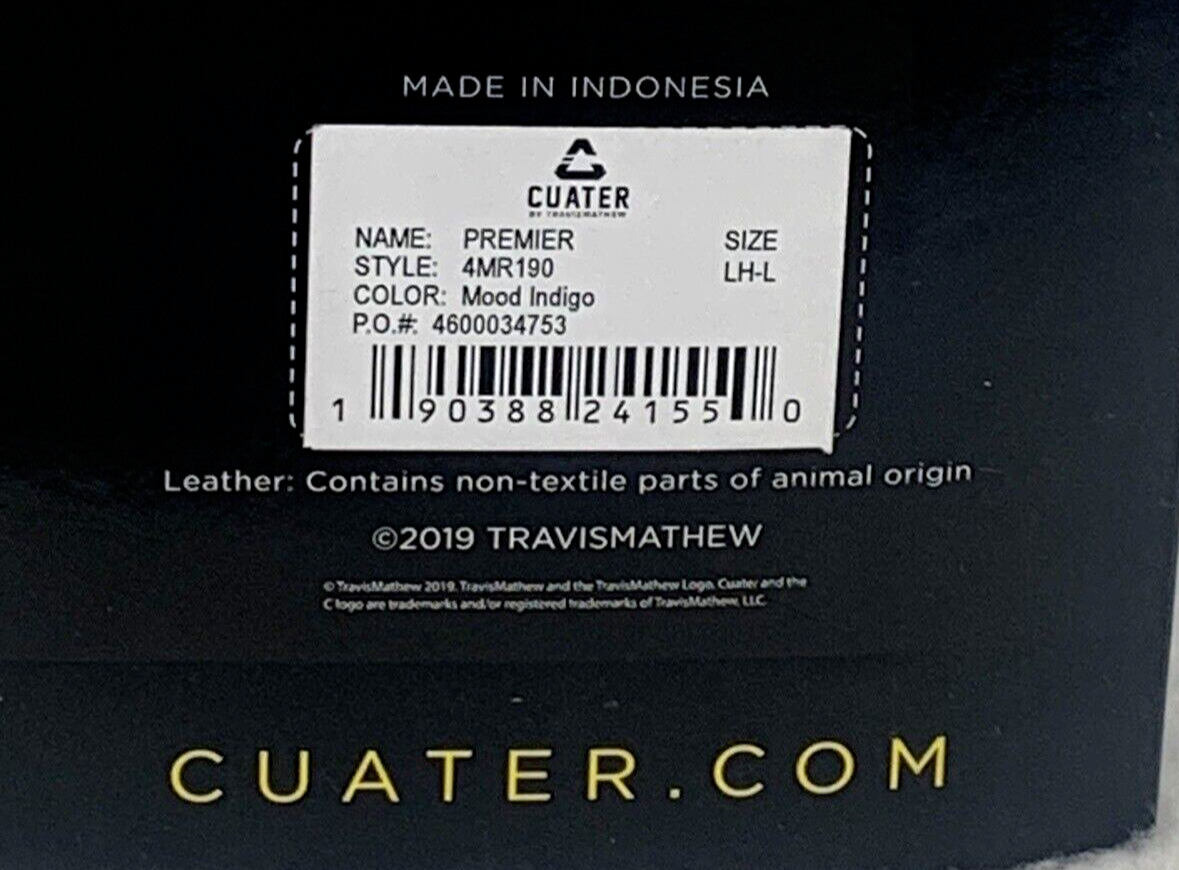 MADE IN INDONESIA
CUATER
BY TRAVISMATHEW
NAME: PREMIER SIZE
STYLE: 4MR190 LH-L
COLOR: Mood Indigo
P.O.#: 4600034753
1 90388 24155 0
Leather: Contains non-textile parts of animal origin
©2019 TRAVISMATHEW
© TravisMathew 2019. TravisMathew and the TravisMathew Logo, Cuater and the
C logo are trademarks and/or registered trademarks of TravisMathew, LLC.
CUATER.COM